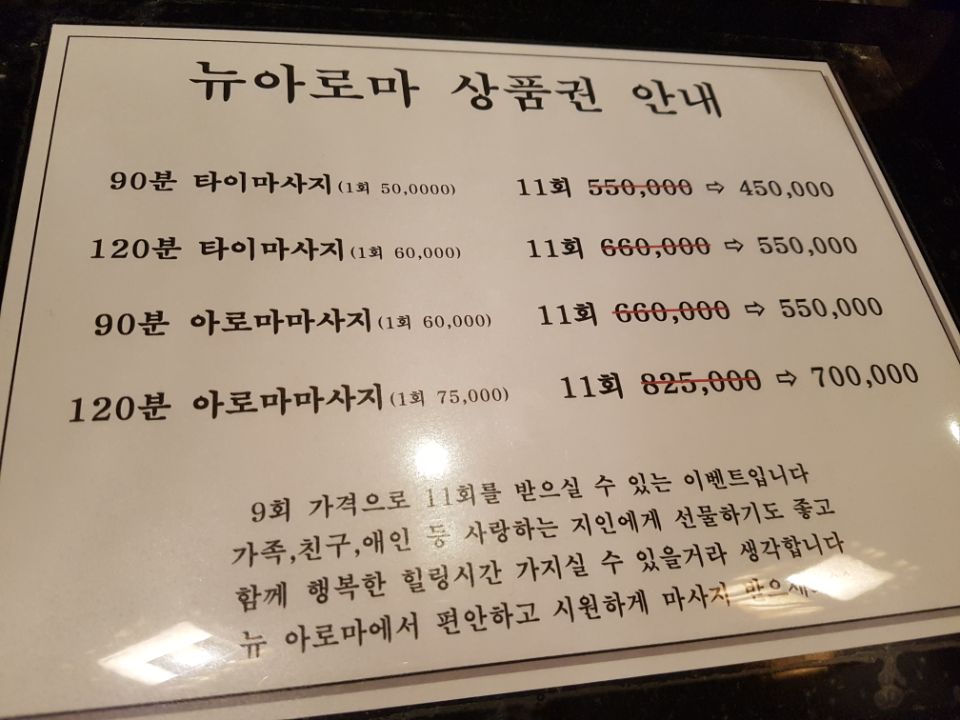 뉴아로마 상품권 안내
90분 타이마사지(1회 50,0000) 11회 550,000 ⇨ 450,000
120분 타이마사지(1회 60,000) 11회 660,000 ⇨ 550,000
90분 아로마마사지(1회 60,000) 11회 660,000 ⇨ 550,000
120분 아로마마사지(1회 75,000) 11회 825,000 ⇨ 700,000
9회 가격으로 11회를 받으실 수 있는 이벤트입니다
가족,친구,애인 등 사랑하는 지인에게 선물하기도 좋고
함께 행복한 힐링시간 가지실 수 있을거라 생각합니다
뉴 아로마에서 편안하고 시원하게 마사지